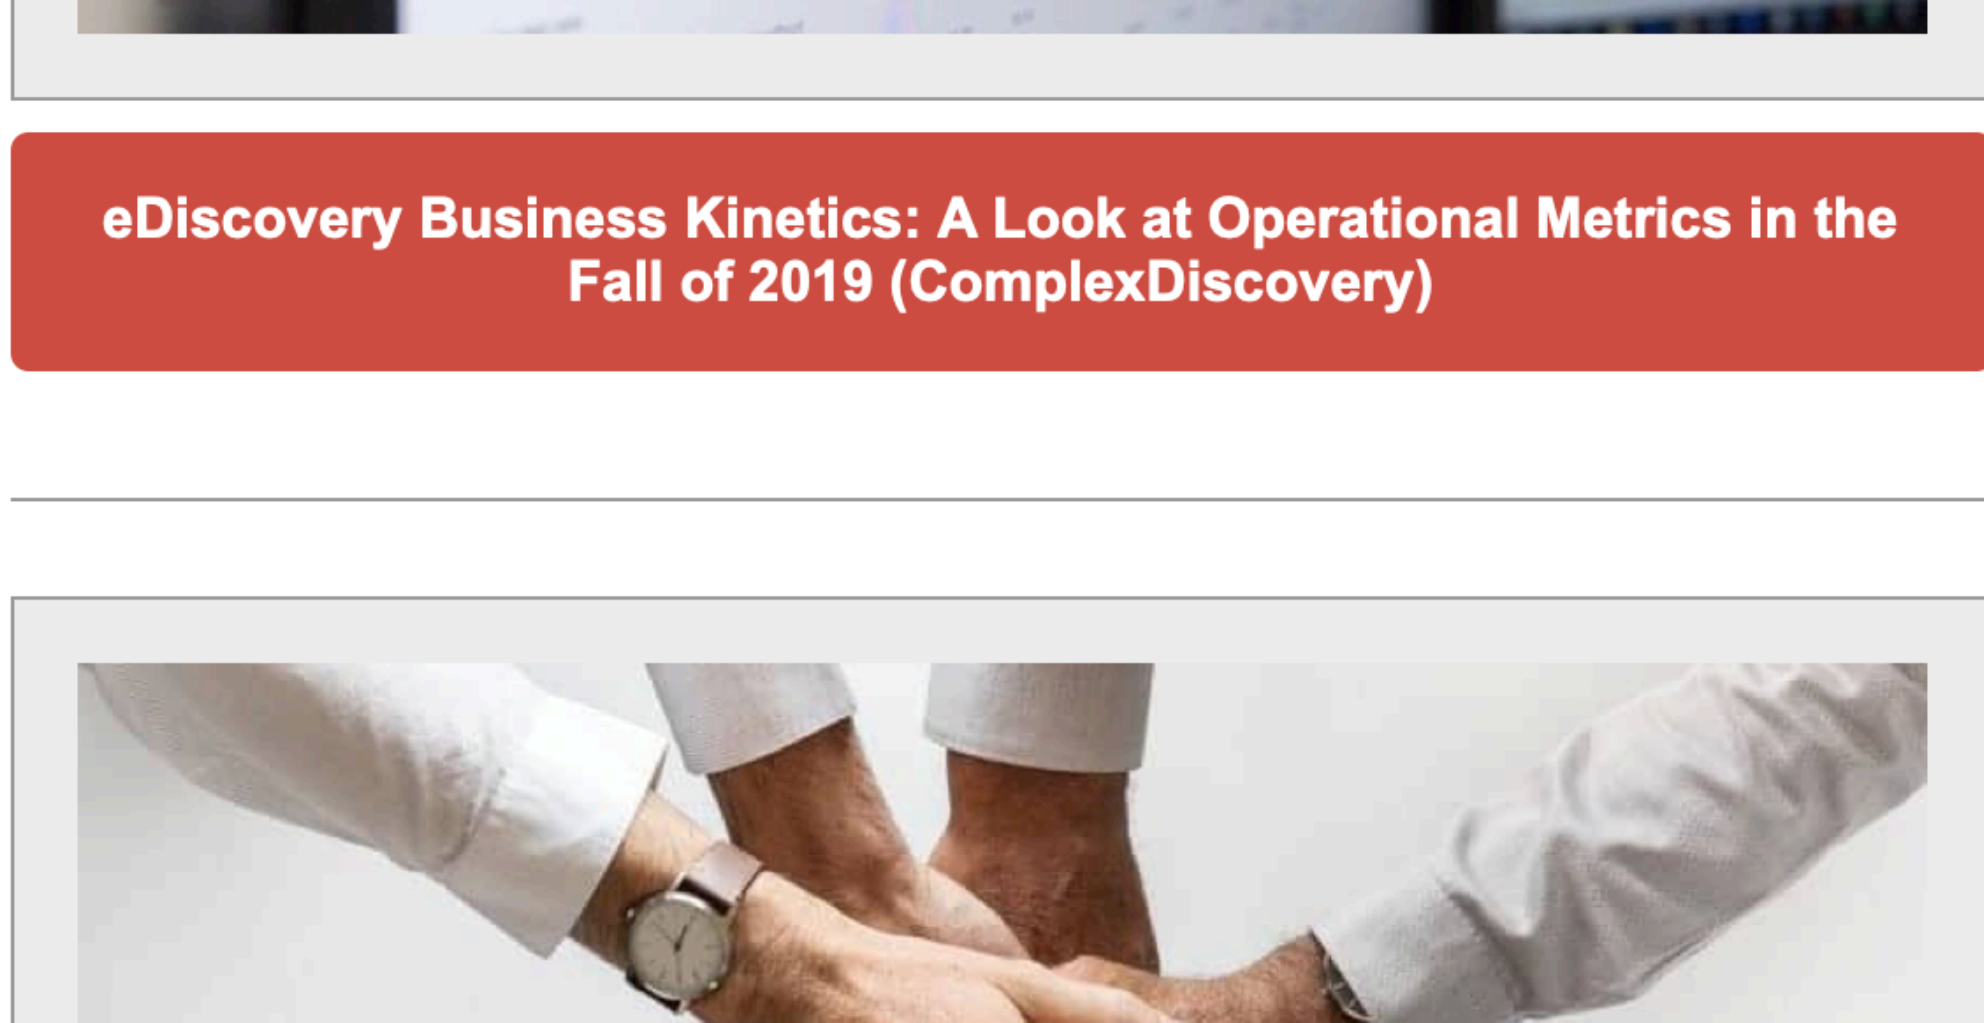 eDiscovery Business Kinetics: A Look at Operational Metrics in the
Fall of 2019 (ComplexDiscovery)